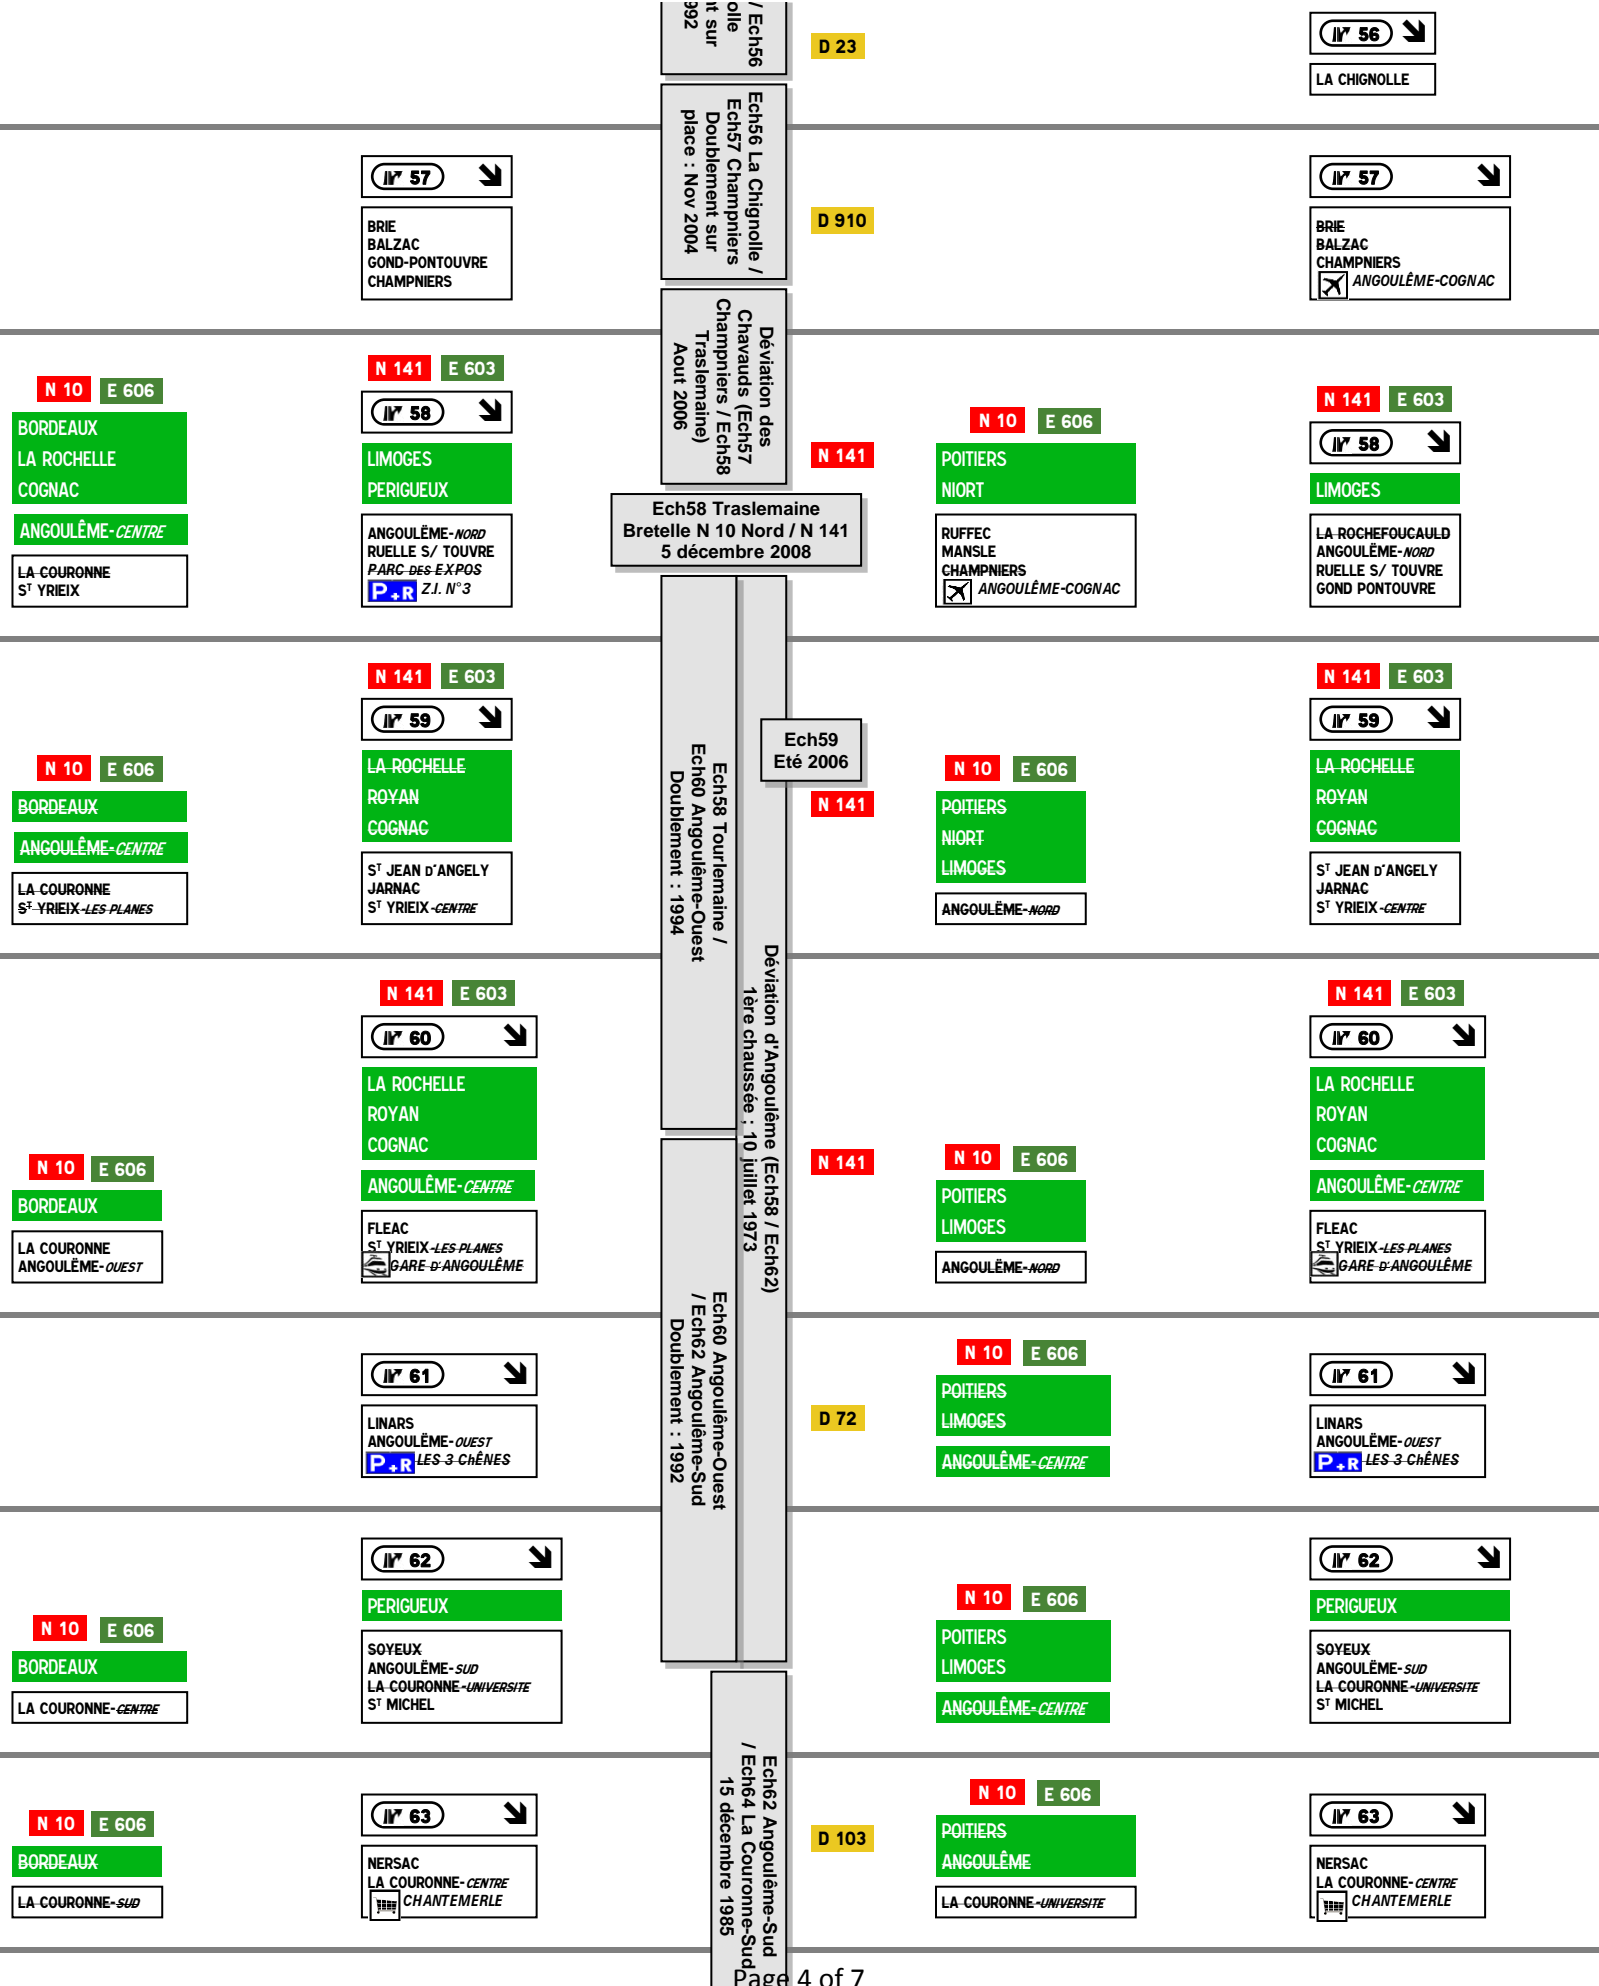 / Ech56
olle
nt sur
992
D 23
56
LA CHIGNOLLE
Ech56 La Chignolle /
Ech57 Champniers
Doublement sur
place : Nov 2004
57
BRIE
BALZAC
GOND-PONTOUVRE
CHAMPNIERS
D 910
57
BRIE
BALZAC
CHAMPNIERS
ANGOULÊME-COGNAC
Déviation des
Chavauds (Ech57
Champniers / Ech58
Traslemaine)
Aout 2006
N 10 E 606
BORDEAUX
LA ROCHELLE
COGNAC
ANGOULÊME-CENTRE
LA COURONNE
ST YRIEIX
N 141 E 603
58
LIMOGES
PERIGUEUX
ANGOULËME-NORD
RUELLE S/ TOUVRE
PARC DES EXPOS
P+R Z.I. N°3
Ech58 Traslemaine
Bretelle N 10 Nord / N 141
5 décembre 2008
N 141
N 10 E 606
POITIERS
NIORT
RUFFEC
MANSLE
CHAMPNIERS
ANGOULÊME-COGNAC
N 141 E 603
58
LIMOGES
LA ROCHEFOUCAULD
ANGOULËME-NORD
RUELLE S/ TOUVRE
GOND PONTOUVRE
Ech58 Tourlemaine /
Ech60 Angoulême-Ouest
Doublement : 1994
Déviation d'Angoulême (Ech58 / Ech62)
1ère chaussée ; 10 juillet 1973
N 10 E 606
BORDEAUX
ANGOULÊME-CENTRE
LA COURONNE
ST YRIEIX-LES PLANES
N 141 E 603
59
LA ROCHELLE
ROYAN
COGNAC
ST JEAN D'ANGELY
JARNAC
ST YRIEIX-CENTRE
Ech59
Eté 2006
N 141
N 10 E 606
POITIERS
NIORT
LIMOGES
ANGOULËME-NORD
N 141 E 603
59
LA ROCHELLE
ROYAN
COGNAC
ST JEAN D'ANGELY
JARNAC
ST YRIEIX-CENTRE
N 10 E 606
BORDEAUX
LA COURONNE
ANGOULËME-OUEST
N 141 E 603
60
LA ROCHELLE
ROYAN
COGNAC
ANGOULÊME-CENTRE
FLEAC
ST YRIEIX-LES PLANES
GARE D'ANGOULÊME
N 141
N 10 E 606
POITIERS
LIMOGES
ANGOULËME-NORD
N 141 E 603
60
LA ROCHELLE
ROYAN
COGNAC
ANGOULÊME-CENTRE
FLEAC
ST YRIEIX-LES PLANES
GARE D'ANGOULÊME
Ech60 Angoulême-Ouest
/ Ech62 Angoulême-Sud
Doublement : 1992
61
LINARS
ANGOULËME-OUEST
P+R LES 3 ChÊNES
D 72
N 10 E 606
POITIERS
LIMOGES
ANGOULÊME-CENTRE
61
LINARS
ANGOULËME-OUEST
P+R LES 3 ChÊNES
N 10 E 606
BORDEAUX
LA COURONNE-CENTRE
62
PERIGUEUX
SOYEUX
ANGOULËME-SUD
LA COURONNE-UNIVERSITE
ST MICHEL
N 10 E 606
POITIERS
LIMOGES
ANGOULÊME-CENTRE
62
PERIGUEUX
SOYEUX
ANGOULËME-SUD
LA COURONNE-UNIVERSITE
ST MICHEL
Ech62 Angoulême-Sud
/ Ech64 La Couronne-Sud
15 décembre 1985
N 10 E 606
BORDEAUX
LA COURONNE-SUD
63
NERSAC
LA COURONNE-CENTRE
CHANTEMERLE
D 103
N 10 E 606
POITIERS
ANGOULÊME
LA COURONNE-UNIVERSITE
63
NERSAC
LA COURONNE-CENTRE
CHANTEMERLE
Page 4 of 7